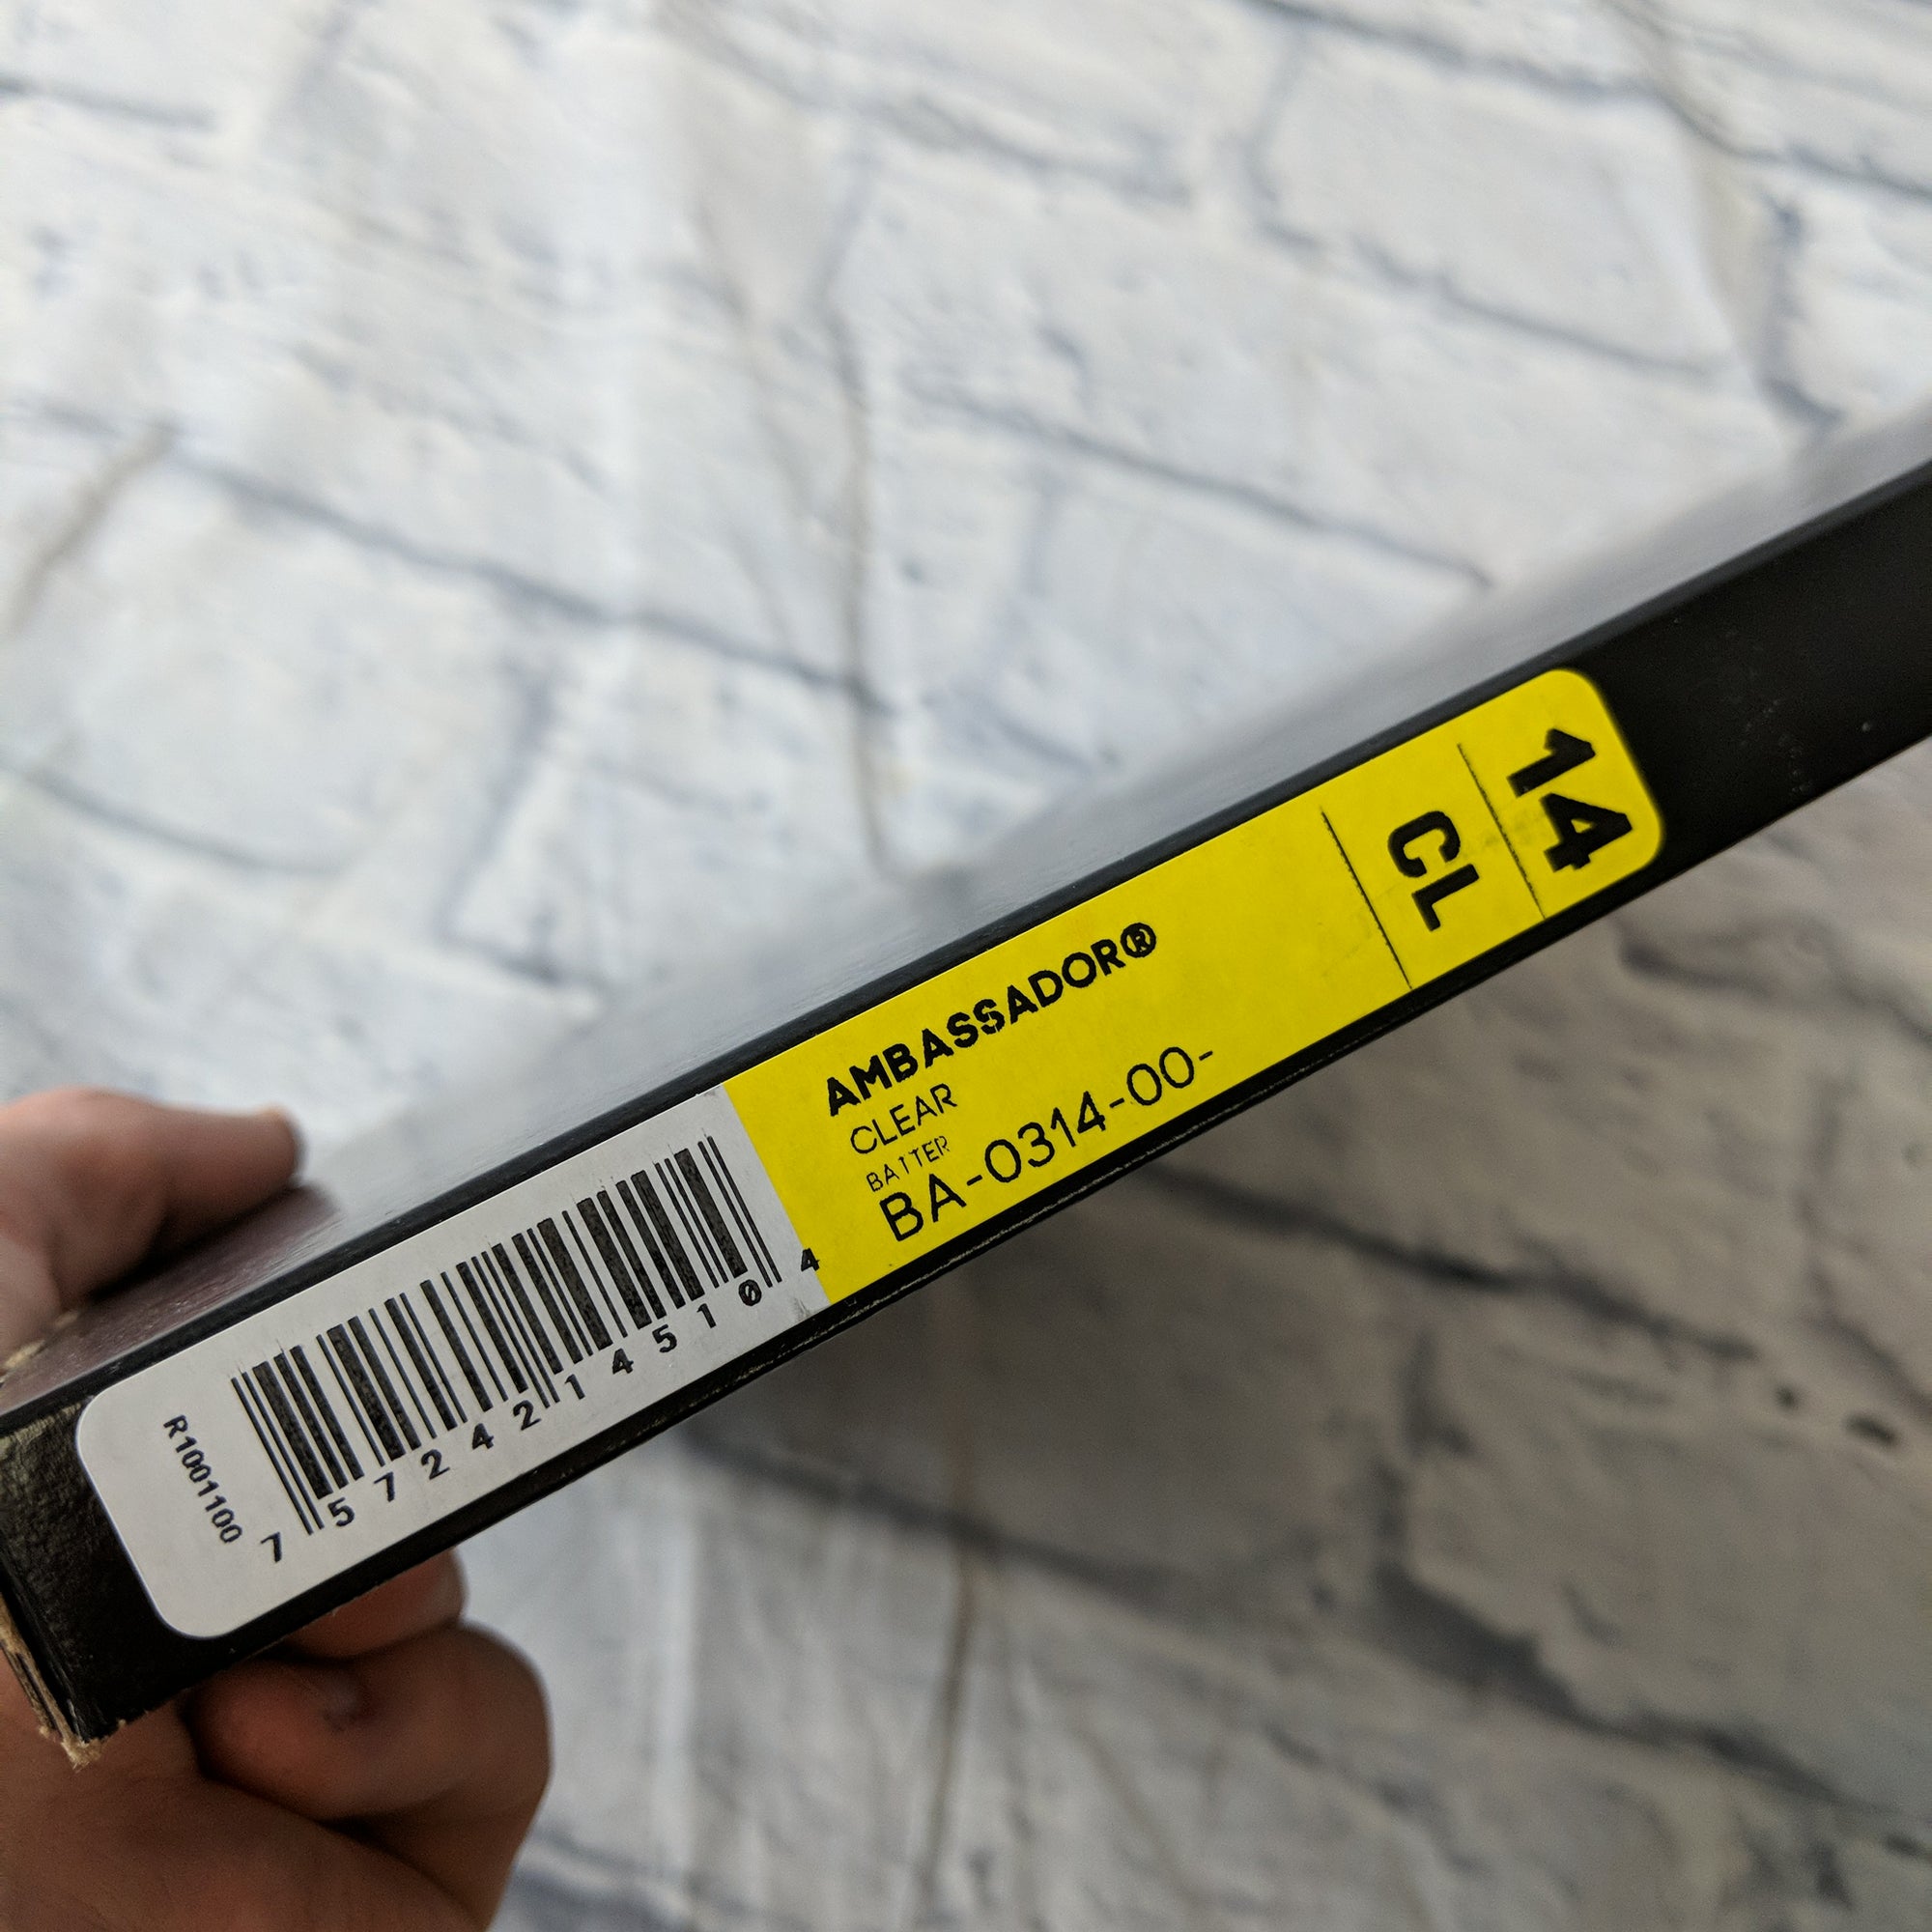 R1001100
7 57242 14510 4
AMBASSADOR®
CLEAR
BATTER
BA-0314-00-
CL
14